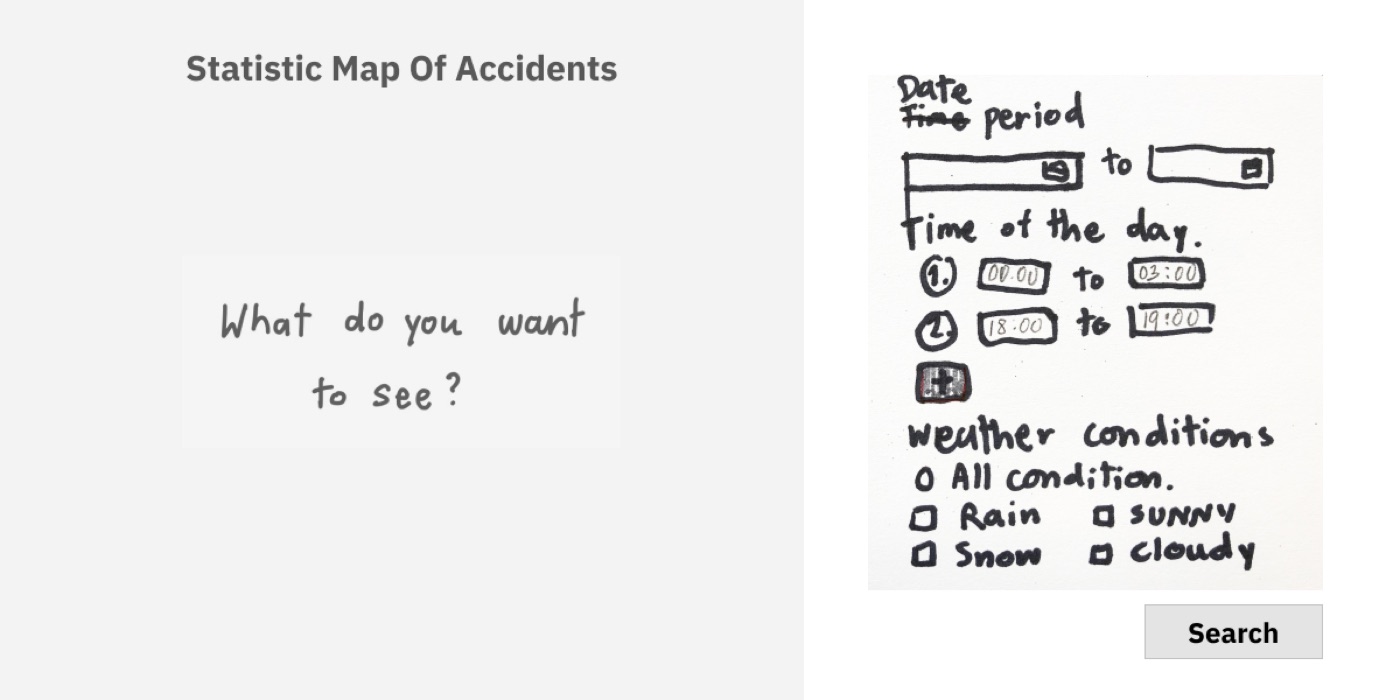 Statistic Map Of Accidents
What do you want
to see?
Date
Time period
to
Time of the day.
1. 00.00 to 03:00
2. 18:00 to 19:00
+
Weather conditions
All condition.
Rain SUNNY
Snow cloudy
Search